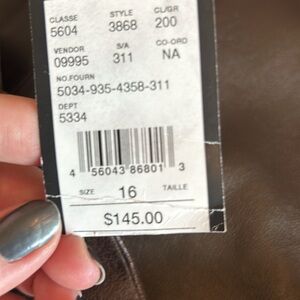 CLASSE STYLE CL/GR
5604 3868 200
VENDOR S/A CO-ORD
09995 311 NA
NO.FOURN
5034-935-4358-311
DEPT
5334
4 56043 86801 3
SIZE 16 TAILLE
$145.00